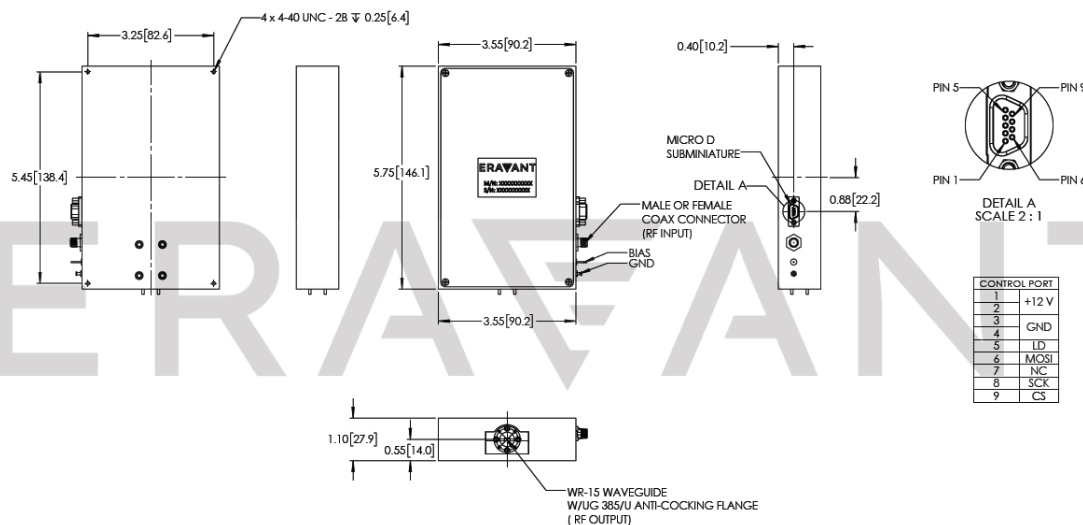 4 x 4-40 UNC - 2B ↧ 0.25[6.4]
3.25[82.6]
5.45[138.4]
3.55[90.2]
5.75[146.1]
ERAVANT
M/N: XXXXXXXXXX
S/N: XXXXXXXXXX
3.55[90.2]
MALE OR FEMALE
COAX CONNECTOR
(RF INPUT)
BIAS
GND
0.40[10.2]
MICRO D
SUBMINIATURE
DETAIL A
0.88[22.2]
PIN 5
PIN 9
PIN 1
PIN 6
DETAIL A
SCALE 2 : 1
CONTROL PORT
1
2
+12 V
3
4
GND
5 LD
6 MOSI
7 NC
8 SCK
9 CS
1.10[27.9]
0.55[14.0]
WR-15 WAVEGUIDE
W/UG 385/U ANTI-COCKING FLANGE
( RF OUTPUT)
ERAVANT